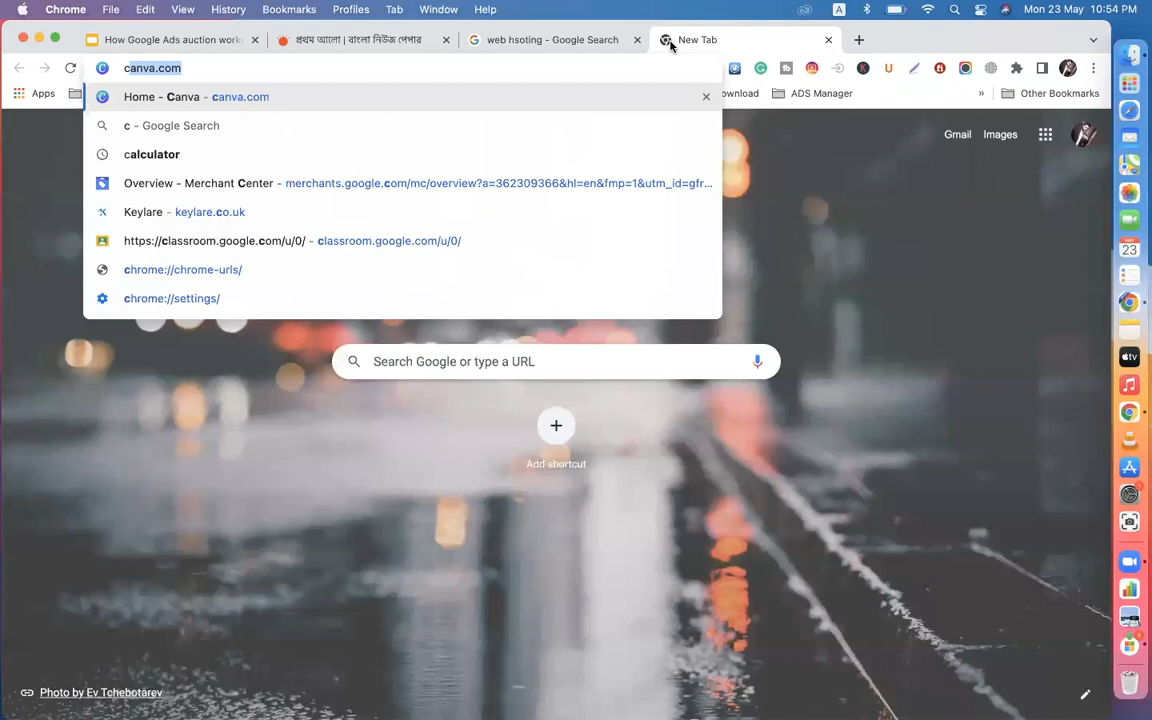 Chrome File Edit View History Bookmarks Profiles Tab Window Help A Mon 23 May 10:54 PM
How Google Ads auction work প্রথম আলো | বাংলা নিউজ পেপার web hsoting - Google Search New Tab
canva.com
Apps ownload ADS Manager » Other Bookmarks
Home - Canva - canva.com
c - Google Search
calculator
Overview - Merchant Center - merchants.google.com/mc/overview?a=362309366&hl=en&fmp=1&utm_id=gfr...
Keylare - keylare.co.uk
https://classroom.google.com/u/0/ - classroom.google.com/u/0/
chrome://chrome-urls/
chrome://settings/
Gmail Images
Search Google or type a URL
Add shortcut
Photo by Ev Tchebotarev